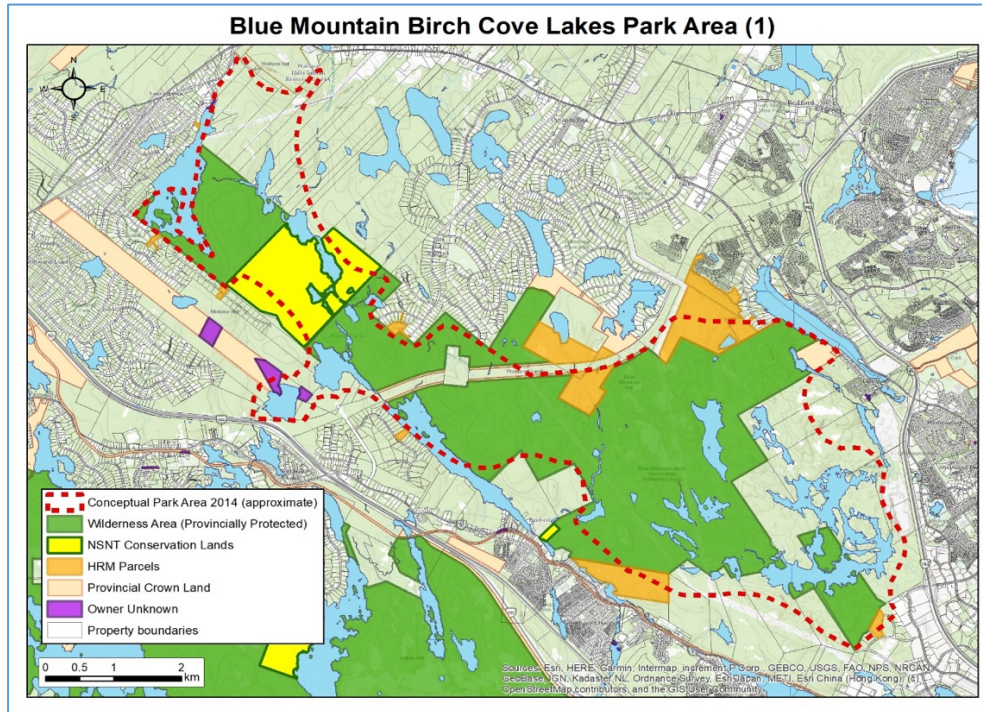 Blue Mountain Birch Cove Lakes Park Area (1)
N
W
E
S
Bedford
Conceptual Park Area 2014 (approximate)
Wilderness Area (Provincially Protected)
NSNT Conservation Lands
HRM Parcels
Provincial Crown Land
Owner Unknown
Property boundaries
0 0.5 1 2
km
Sources: Esri, HERE, Garmin, Intermap, increment P Corp., GEBCO, USGS, FAO, NPS, NRCAN,
GeoBase, IGN, Kadaster NL, Ordnance Survey, Esri Japan, METI, Esri China (Hong Kong), (c)
OpenStreetMap contributors, and the GIS User Community